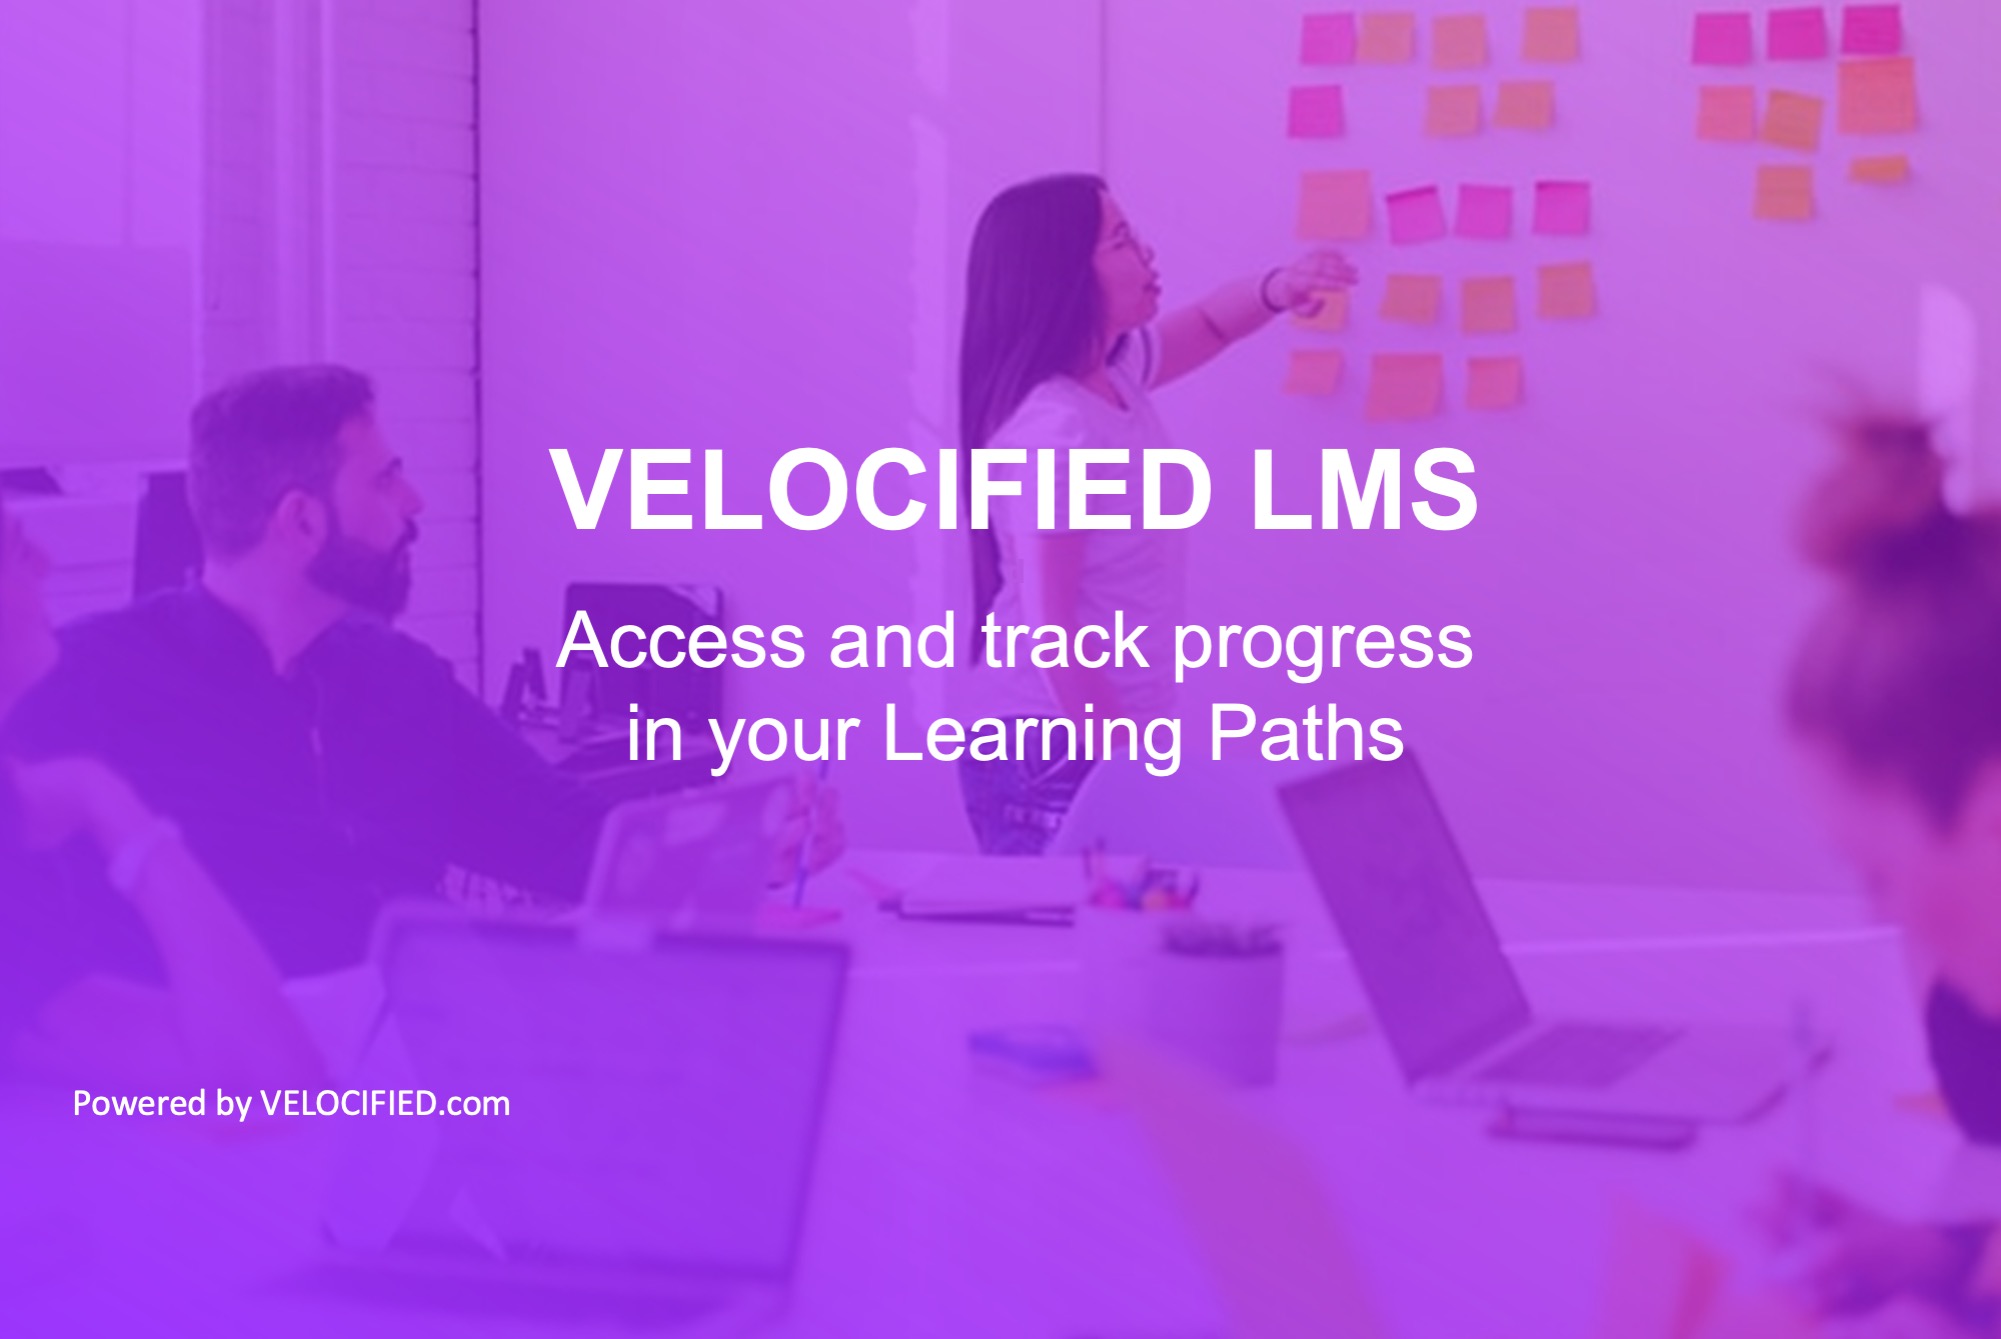 VELOCIFIED LMS
Access and track progress
in your Learning Paths
Powered by VELOCIFIED.com